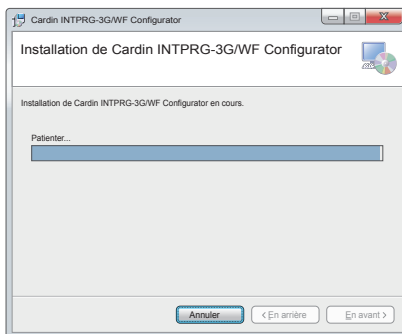 Cardin INTPRG-3G/WF Configurator
Installation de Cardin INTPRG-3G/WF Configurator
Installation de Cardin INTPRG-3G/WF Configurator en cours.
Patienter...
Annuler
< En arrière
En avant >